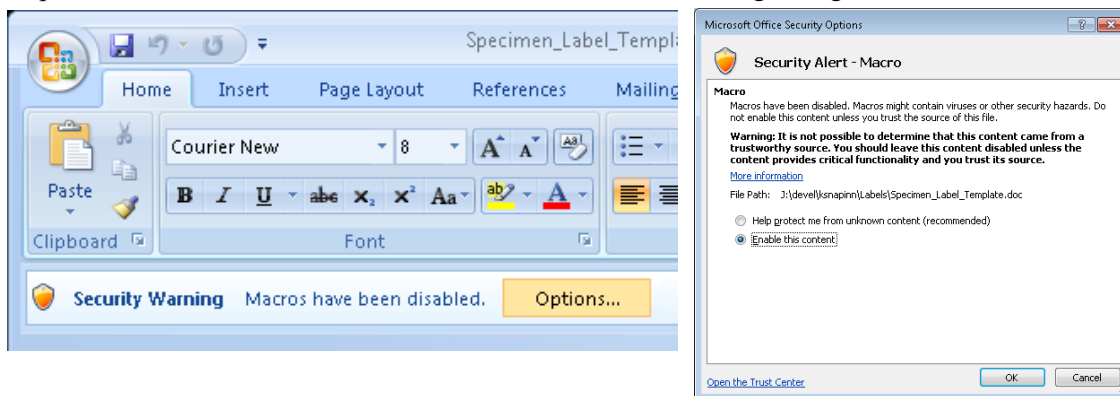 Specimen_Labe
Home Insert Page Layout References Mailing
Courier New 8
Paste
B I U abc X₂ X² Aa ab A
Clipboard Font
Security Warning Macros have been disabled. Options...
Microsoft Office Security Options
Security Alert - Macro
Macro
Macros have been disabled. Macros might contain viruses or other security hazards. Do
not enable this content unless you trust the source of this file.
Warning: It is not possible to determine that this content came from a
trustworthy source. You should leave this content disabled unless the
content provides critical functionality and you trust its source.
More information
File Path: J:\devel\ksnapinn\Labels\Specimen_Label_Template.doc
Help protect me from unknown content (recommended)
Enable this content
Open the Trust Center OK Cancel